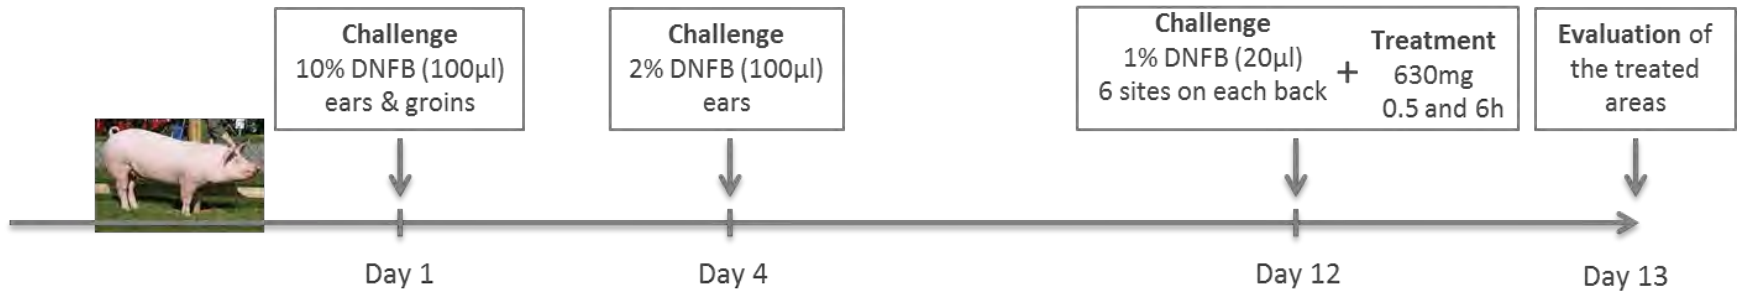 Challenge
10% DNFB (100µl)
ears & groins
Challenge
2% DNFB (100µl)
ears
Challenge
1% DNFB (20µl)
6 sites on each back
+
Treatment
630mg
0.5 and 6h
Evaluation of
the treated
areas
Day 1
Day 4
Day 12
Day 13